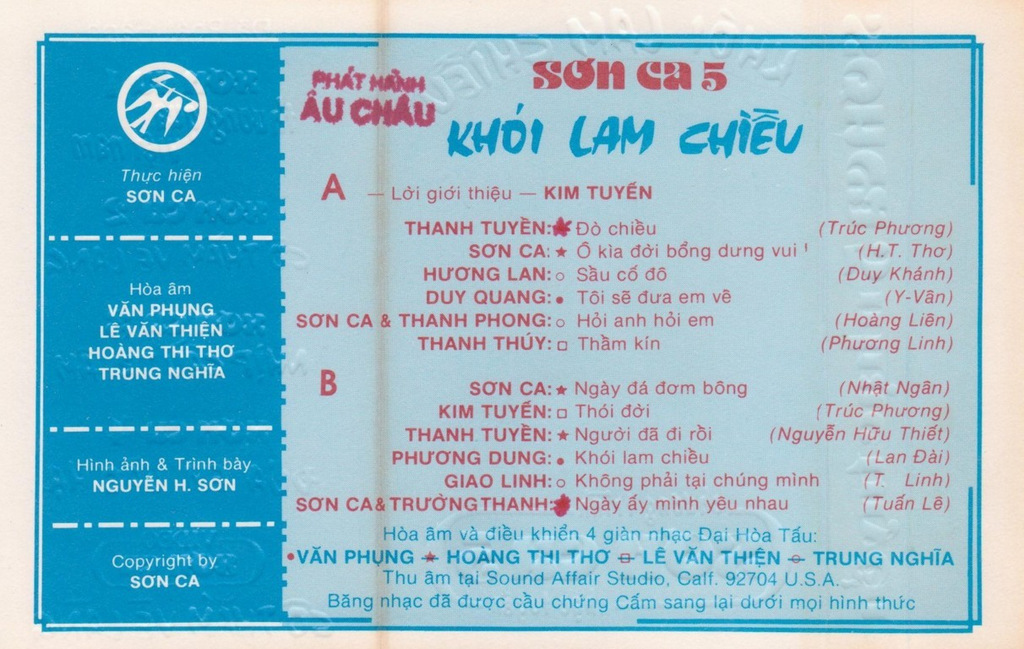 Thực hiện
SƠN CA
Hòa âm
VĂN PHỤNG
LÊ VĂN THIỆN
HOÀNG THI THƠ
TRUNG NGHĨA
Hình ảnh & Trình bày
NGUYỄN H. SƠN
Copyright by
SƠN CA
PHÁT HÀNH
ÂU CHÂU
SƠN CA 5
KHÓI LAM CHIỀU
A — Lời giới thiệu — KIM TUYẾN
THANH TUYỀN: ★ Đò chiều (Trúc Phương)
SƠN CA: ★ Ô kìa đời bổng dưng vui ! (H.T. Thơ)
HƯƠNG LAN: o Sầu cố đô (Duy Khánh)
DUY QUANG: • Tôi sẽ đưa em về (Y-Vân)
SƠN CA & THANH PHONG: o Hỏi anh hỏi em (Hoàng Liên)
THANH THÚY: □ Thầm kín (Phương Linh)
B
SƠN CA: ★ Ngày đá đơm bông (Nhật Ngân)
KIM TUYẾN: □ Thói đời (Trúc Phương)
THANH TUYỀN: ★ Người đã đi rồi (Nguyễn Hữu Thiết)
PHƯƠNG DUNG: • Khói lam chiều (Lan Đài)
GIAO LINH: o Không phải tại chúng mình (T. Linh)
SƠN CA & TRƯỜNG THANH: ★ Ngày ấy mình yêu nhau (Tuấn Lê)
Hòa âm và điều khiển 4 giàn nhạc Đại Hòa Tấu:
• VĂN PHỤNG ★ HOÀNG THI THƠ □ LÊ VĂN THIỆN o TRUNG NGHĨA
Thu âm tại Sound Affair Studio, Calf. 92704 U.S.A.
Băng nhạc đã được cầu chứng Cấm sang lại dưới mọi hình thức